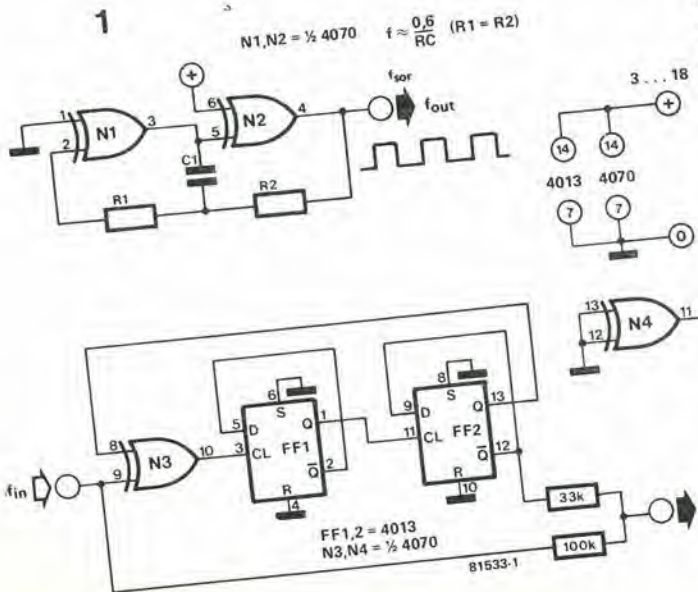 1
N1,N2 = ½ 4070 f ≈ 0,6/RC (R1 = R2)
3 . . . 18
+
+
f_sor
f_out
1
2
N1
3
6
5
N2
4
C1
R1
R2
14
14
4013 4070
7
7
0
13
12
N4
11
8
9
N3
10
f_in
6
S
5
D
Q
1
3
CL
FF1
Q̅
2
R
4
8
S
9
D
Q
13
11
CL
FF2
Q̅
12
R
10
33k
100k
FF1,2 = 4013
N3,N4 = ½ 4070
81533-1